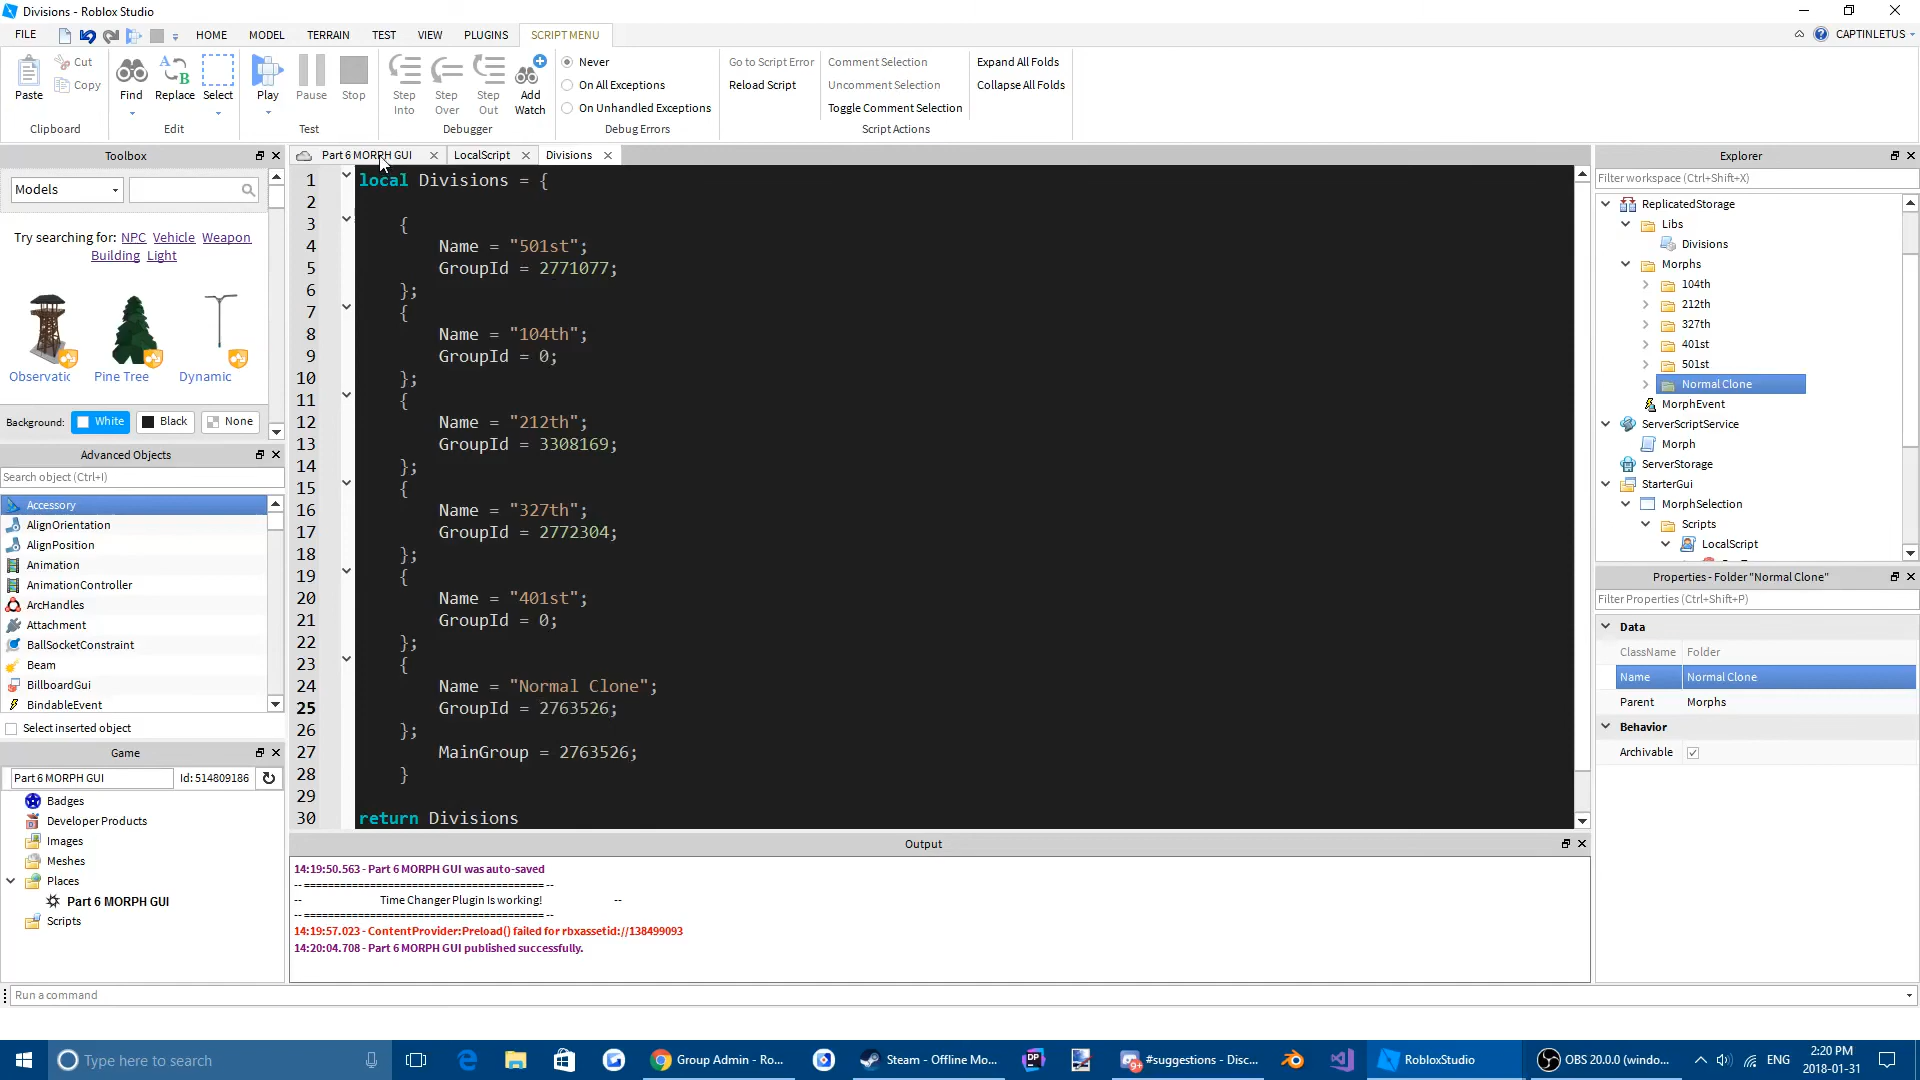 Divisions - Roblox Studio
FILE HOME MODEL TERRAIN TEST VIEW PLUGINS SCRIPT MENU CAPTINLETUS
Paste Cut Copy Find Replace Select Play Pause Stop Step Into Step Over Step Out Add Watch
Never
On All Exceptions
On Unhandled Exceptions
Go to Script Error
Reload Script
Comment Selection
Uncomment Selection
Toggle Comment Selection
Expand All Folds
Collapse All Folds
Clipboard Edit Test Debugger Debug Errors Script Actions
Toolbox
Models
Try searching for: NPC Vehicle Weapon
Building Light
Observatic Pine Tree Dynamic
Background: White Black None
Advanced Objects
Search object (Ctrl+I)
Accessory
AlignOrientation
AlignPosition
Animation
AnimationController
ArcHandles
Attachment
BallSocketConstraint
Beam
BillboardGui
BindableEvent
Select inserted object
Game
Part 6 MORPH GUI Id: 514809186
Badges
Developer Products
Images
Meshes
Places
Part 6 MORPH GUI
Scripts
Part 6 MORPH GUI LocalScript Divisions
1 local Divisions = {
2
3 {
4 Name = "501st";
5 GroupId = 2771077;
6 };
7 {
8 Name = "104th";
9 GroupId = 0;
10 };
11 {
12 Name = "212th";
13 GroupId = 3308169;
14 };
15 {
16 Name = "327th";
17 GroupId = 2772304;
18 };
19 {
20 Name = "401st";
21 GroupId = 0;
22 };
23 {
24 Name = "Normal Clone";
25 GroupId = 2763526;
26 };
27 MainGroup = 2763526;
28 }
29
30 return Divisions
Output
14:19:50.563 - Part 6 MORPH GUI was auto-saved
-- ======================================== --
-- Time Changer Plugin Is working! --
-- ======================================== --
14:19:57.023 - ContentProvider:Preload() failed for rbxassetid://138499093
14:20:04.708 - Part 6 MORPH GUI published successfully.
Explorer
Filter workspace (Ctrl+Shift+X)
ReplicatedStorage
Libs
Divisions
Morphs
104th
212th
327th
401st
501st
Normal Clone
MorphEvent
ServerScriptService
Morph
ServerStorage
StarterGui
MorphSelection
Scripts
LocalScript
Properties - Folder "Normal Clone"
Filter Properties (Ctrl+Shift+P)
Data
ClassName Folder
Name Normal Clone
Parent Morphs
Behavior
Archivable
Run a command
Type here to search
Group Admin - Ro...
Steam - Offline Mo...
#suggestions - Disc...
RobloxStudio
OBS 20.0.0 (windo...
ENG
2:20 PM
2018-01-31